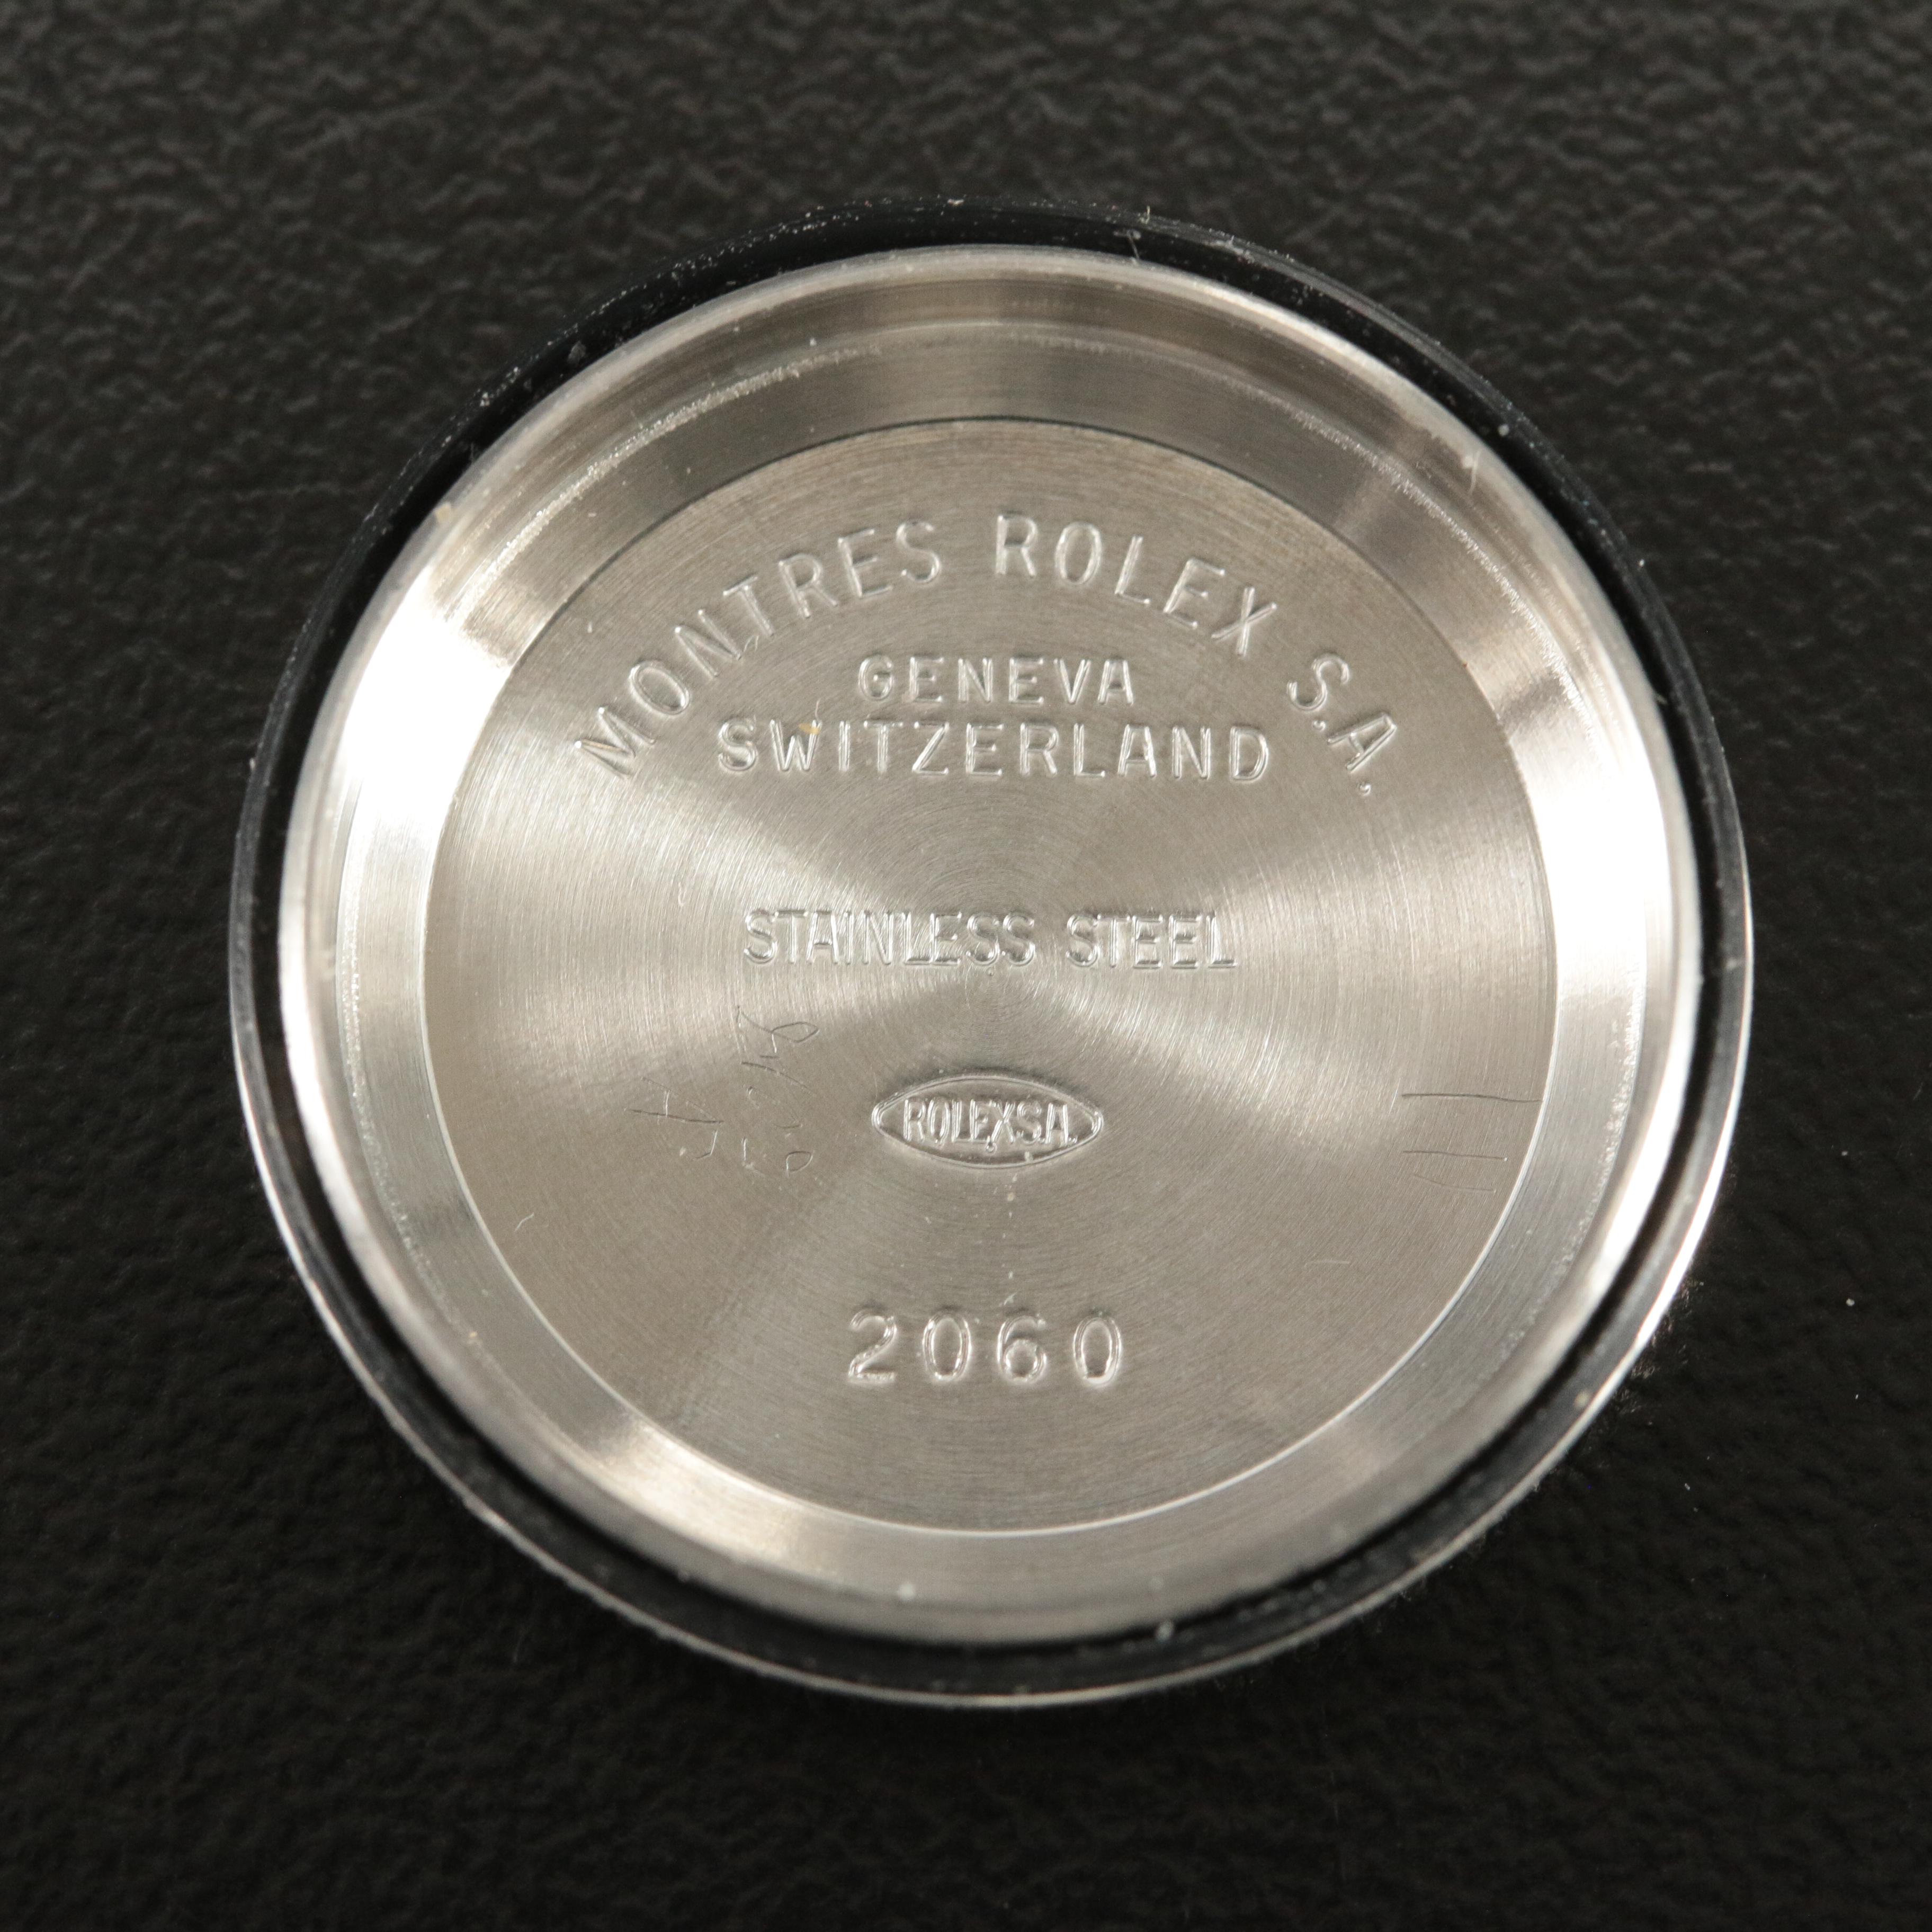 MONTRES ROLEX S.A.
GENEVA
SWITZERLAND
STAINLESS STEEL
ROLEX S.A.
2060